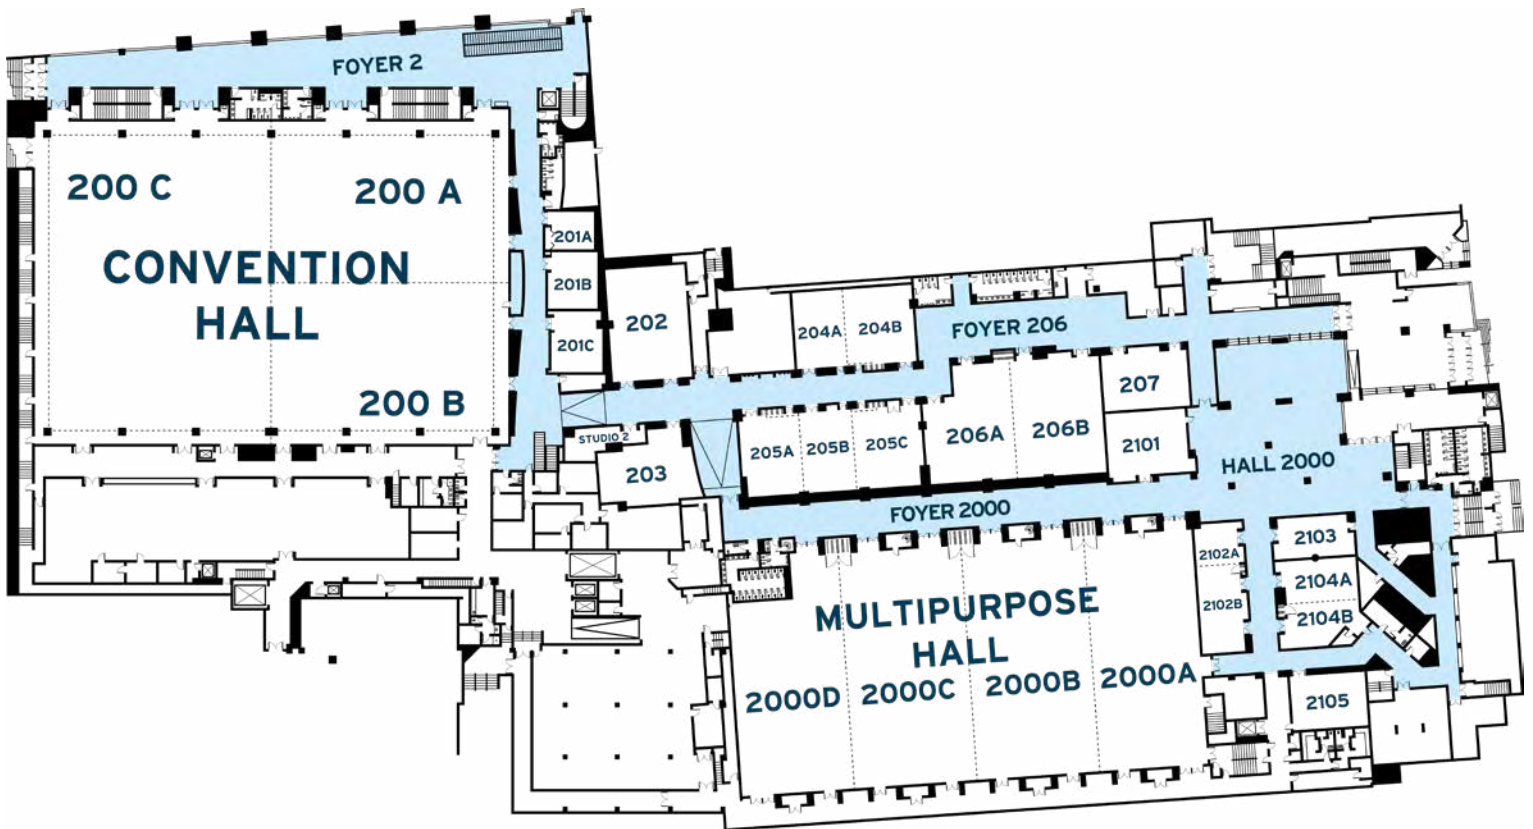 FOYER 2
200 C
200 A
CONVENTION
HALL
200 B
201A
201B
201C
202
STUDIO 2
203
204A
204B
FOYER 206
205A
205B
205C
206A
206B
207
2101
HALL 2000
FOYER 2000
2102A
2102B
2103
2104A
2104B
2105
MULTIPURPOSE
HALL
2000D
2000C
2000B
2000A